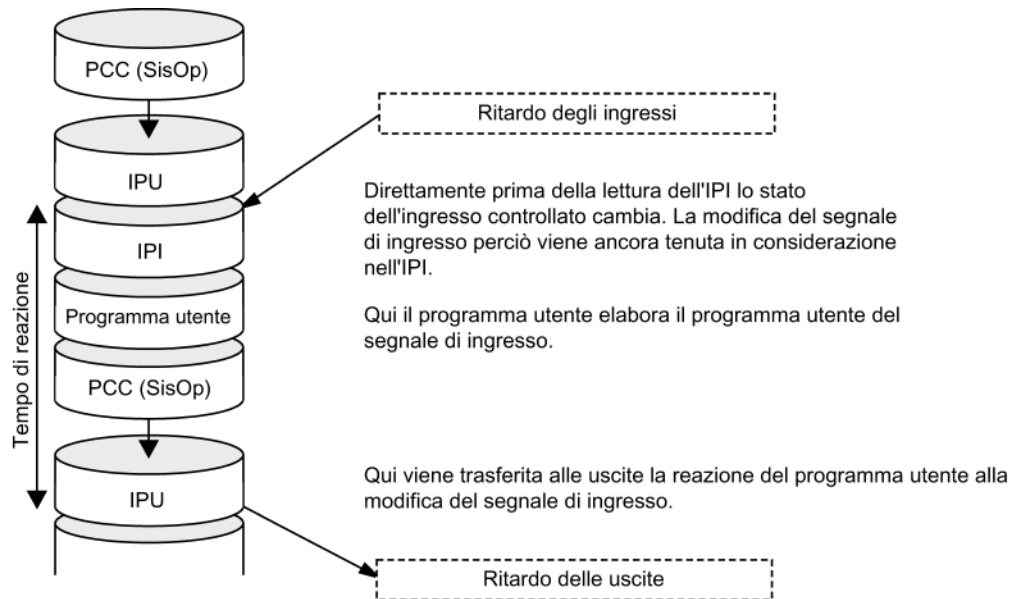 PCC (SisOp)
Ritardo degli ingressi
IPU
Direttamente prima della lettura dell'IPI lo stato
dell'ingresso controllato cambia. La modifica del segnale
di ingresso perciò viene ancora tenuta in considerazione
nell'IPI.
IPI
Programma utente
Qui il programma utente elabora il programma utente del
segnale di ingresso.
PCC (SisOp)
Tempo di reazione
IPU
Qui viene trasferita alle uscite la reazione del programma utente alla
modifica del segnale di ingresso.
Ritardo delle uscite